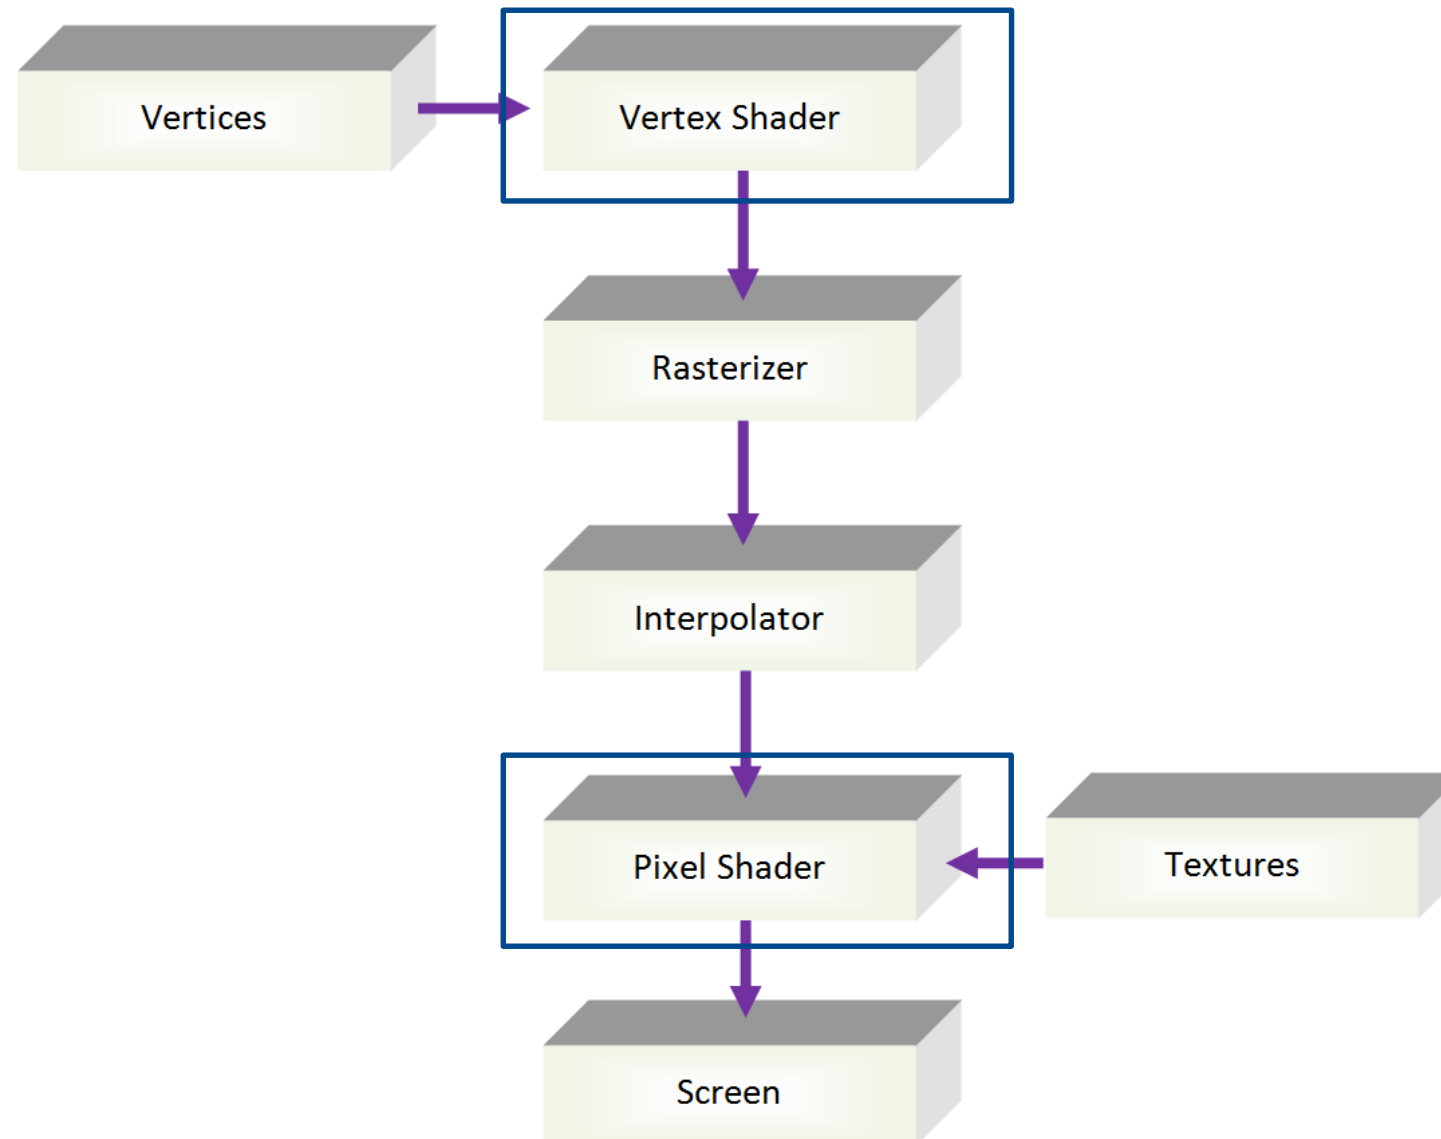 Vertices
Vertex Shader
Rasterizer
Interpolator
Pixel Shader
Textures
Screen